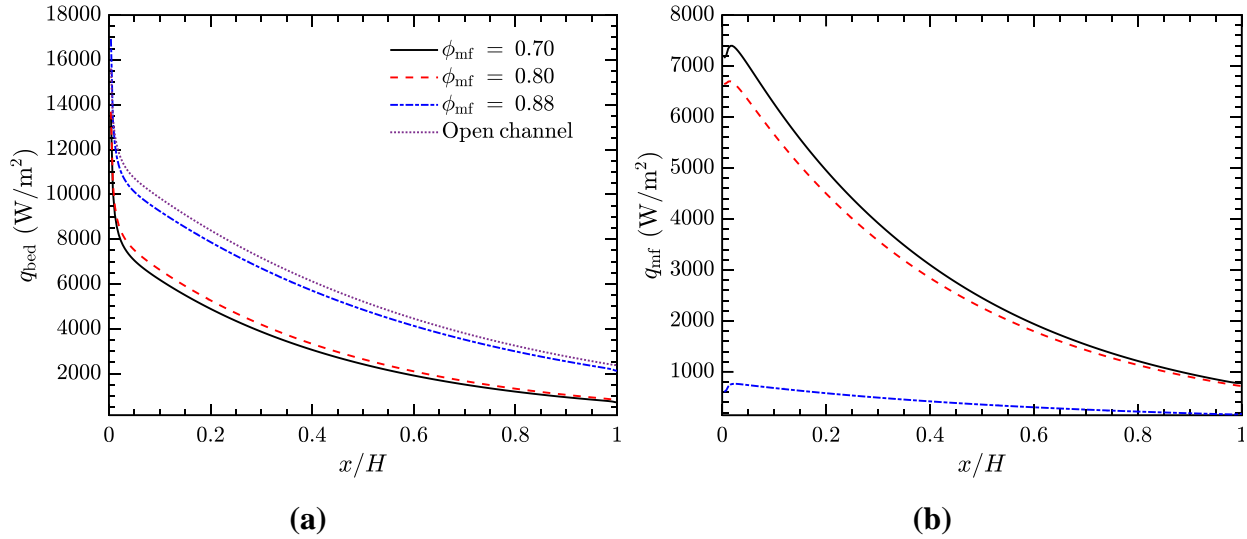 18000
16000
14000
12000
10000
8000
6000
4000
2000
q_bed (W/m²)
ϕ_mf = 0.70
ϕ_mf = 0.80
ϕ_mf = 0.88
Open channel
0 0.2 0.4 0.6 0.8 1
x/H
(a)
8000
7000
6000
5000
4000
3000
2000
1000
q_mf (W/m²)
0 0.2 0.4 0.6 0.8 1
x/H
(b)